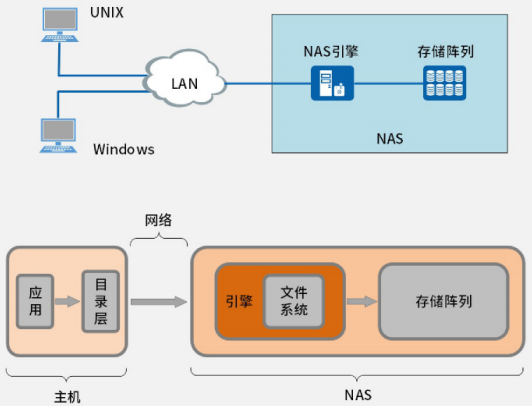 UNIX
NAS引擎
存储阵列
LAN
NAS
Windows
网络
应用
目录层
引擎
文件
系统
存储阵列
主机
NAS